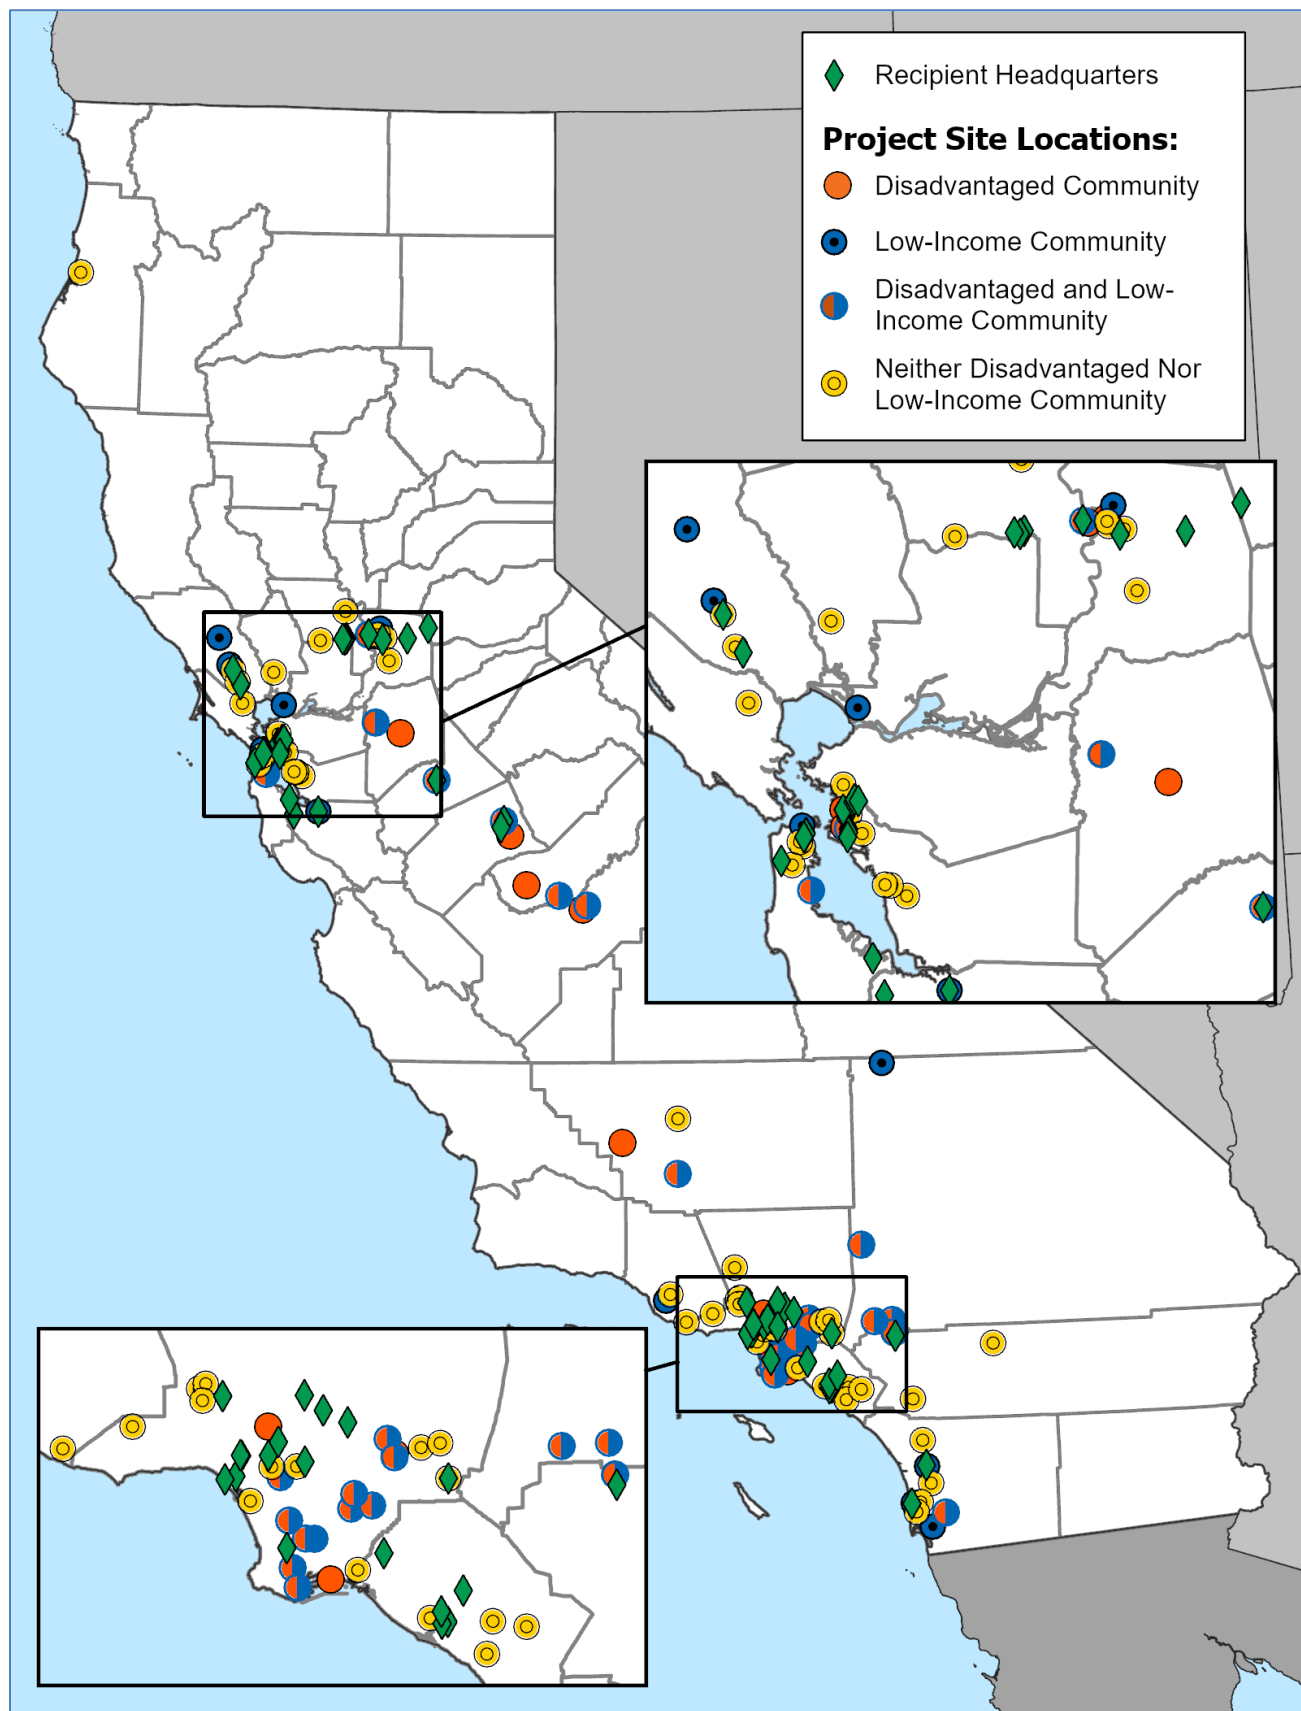 Recipient Headquarters
Project Site Locations:
Disadvantaged Community
Low-Income Community
Disadvantaged and Low-
Income Community
Neither Disadvantaged Nor
Low-Income Community